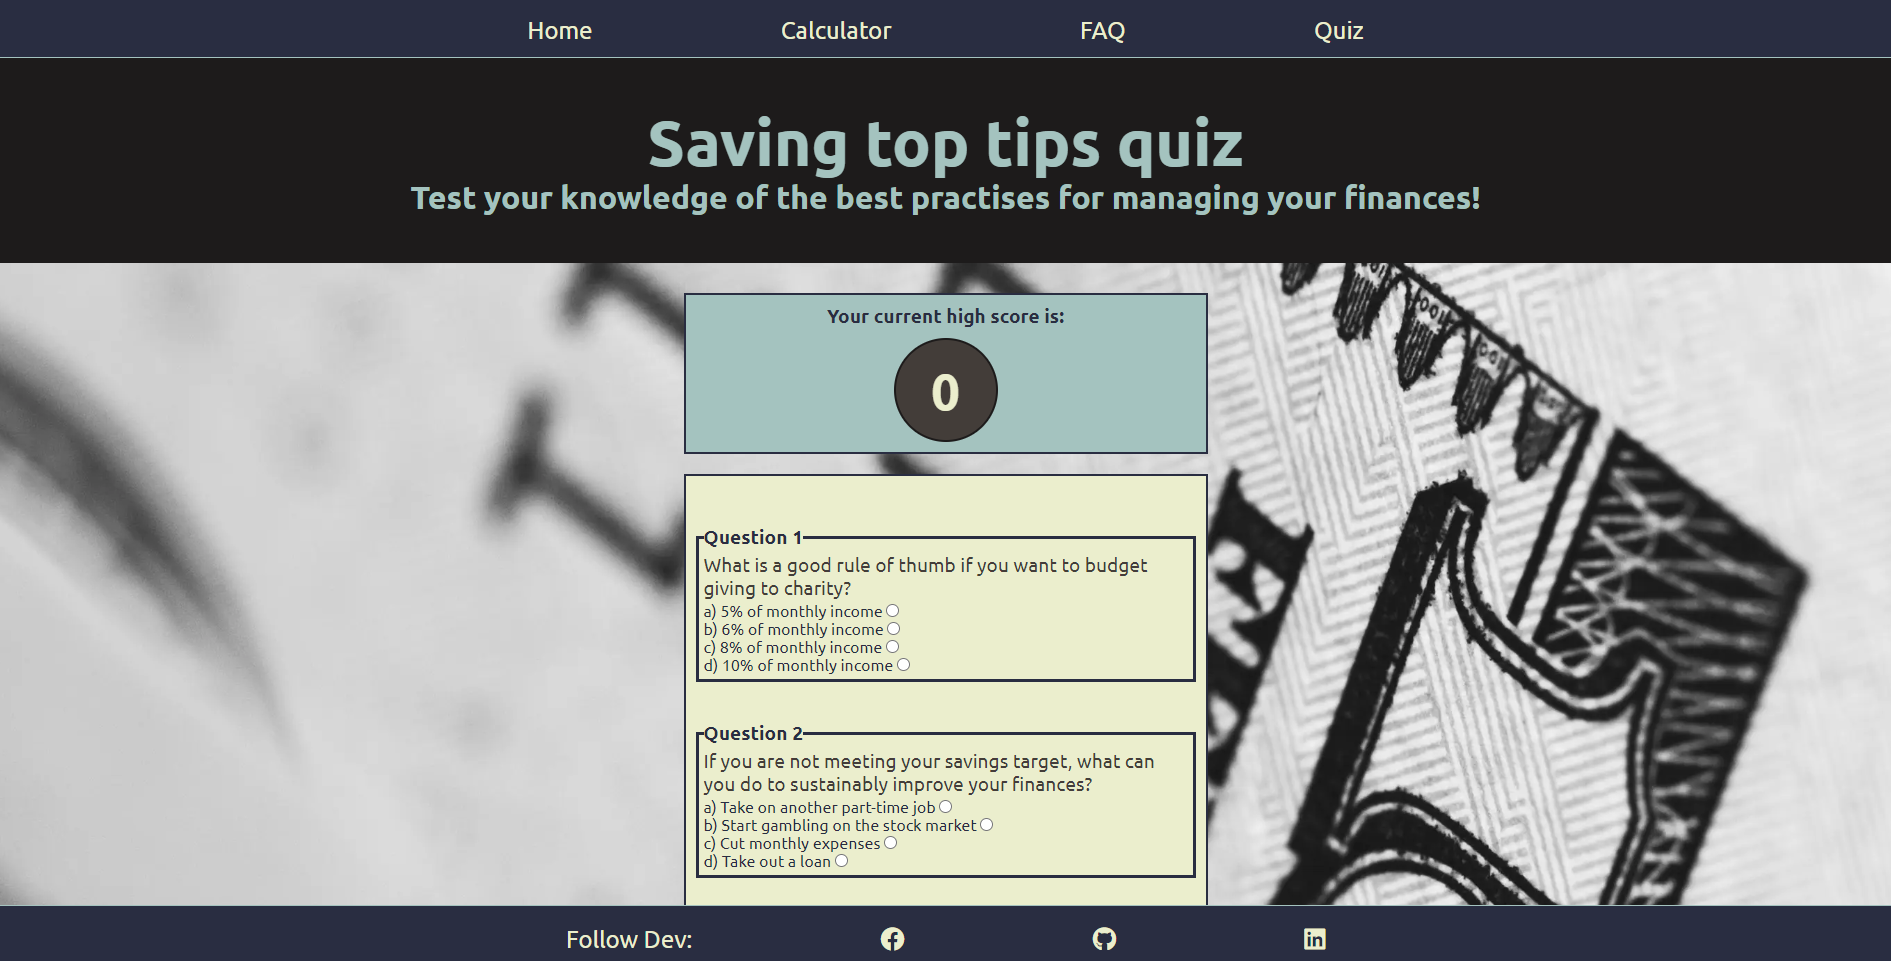 Home Calculator FAQ Quiz
Saving top tips quiz
Test your knowledge of the best practises for managing your finances!
Your current high score is:
0
Question 1
What is a good rule of thumb if you want to budget
giving to charity?
a) 5% of monthly income
b) 6% of monthly income
c) 8% of monthly income
d) 10% of monthly income
Question 2
If you are not meeting your savings target, what can
you do to sustainably improve your finances?
a) Take on another part-time job
b) Start gambling on the stock market
c) Cut monthly expenses
d) Take out a loan
Follow Dev: